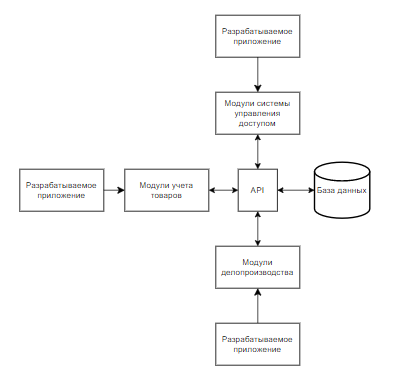 Разрабатываемое
приложение
Модули системы
управления
доступом
Разрабатываемое
приложение
Модули учета
товаров
API
База данных
Модули
делопроизводства
Разрабатываемое
приложение